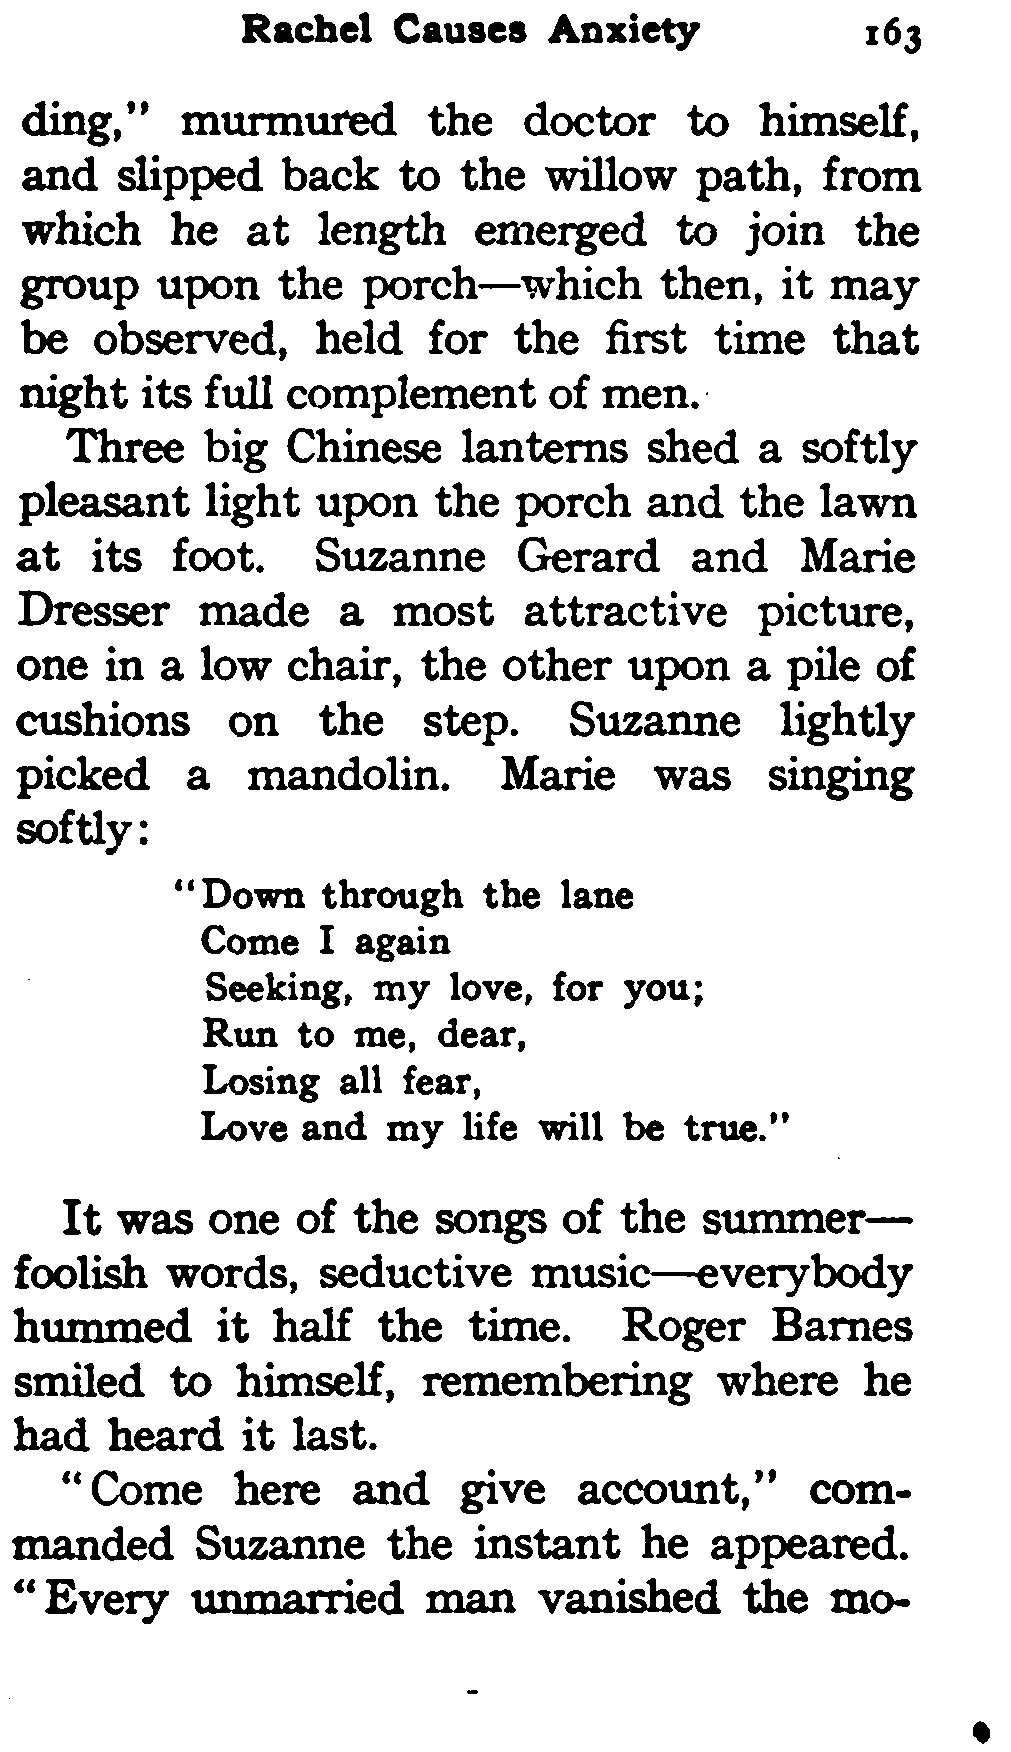 Rachel Causes Anxiety 163
ding," murmured the doctor to himself,
and slipped back to the willow path, from
which he at length emerged to join the
group upon the porch—which then, it may
be observed, held for the first time that
night its full complement of men.
Three big Chinese lanterns shed a softly
pleasant light upon the porch and the lawn
at its foot. Suzanne Gerard and Marie
Dresser made a most attractive picture,
one in a low chair, the other upon a pile of
cushions on the step. Suzanne lightly
picked a mandolin. Marie was singing
softly:
"Down through the lane
Come I again
Seeking, my love, for you;
Run to me, dear,
Losing all fear,
Love and my life will be true."
It was one of the songs of the summer—
foolish words, seductive music—everybody
hummed it half the time. Roger Barnes
smiled to himself, remembering where he
had heard it last.
"Come here and give account," com-
manded Suzanne the instant he appeared.
"Every unmarried man vanished the mo-